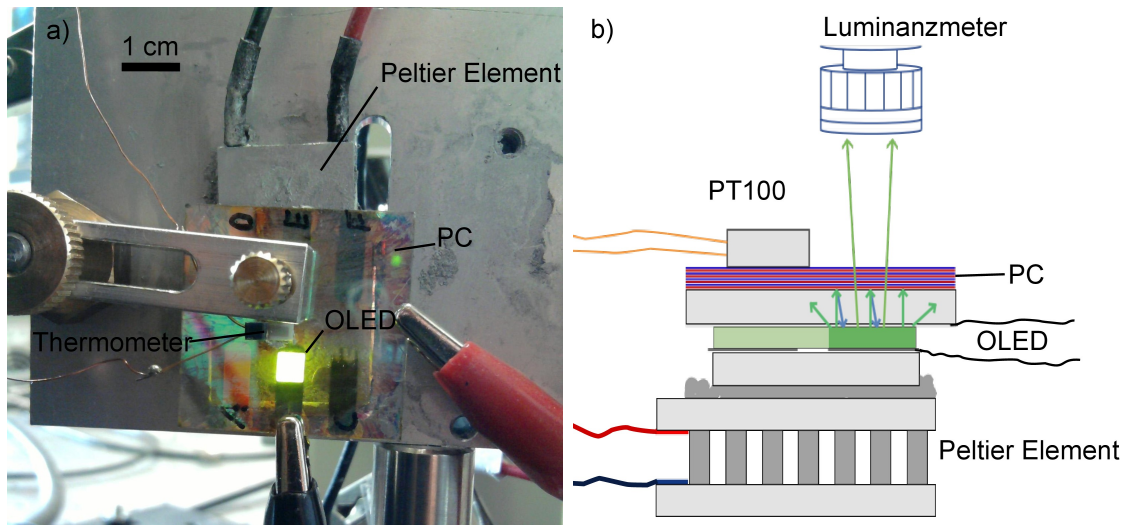 a)
1 cm
Peltier Element
O
E
F
PC
OLED
Thermometer
b)
Luminanzmeter
PT100
PC
OLED
Peltier Element